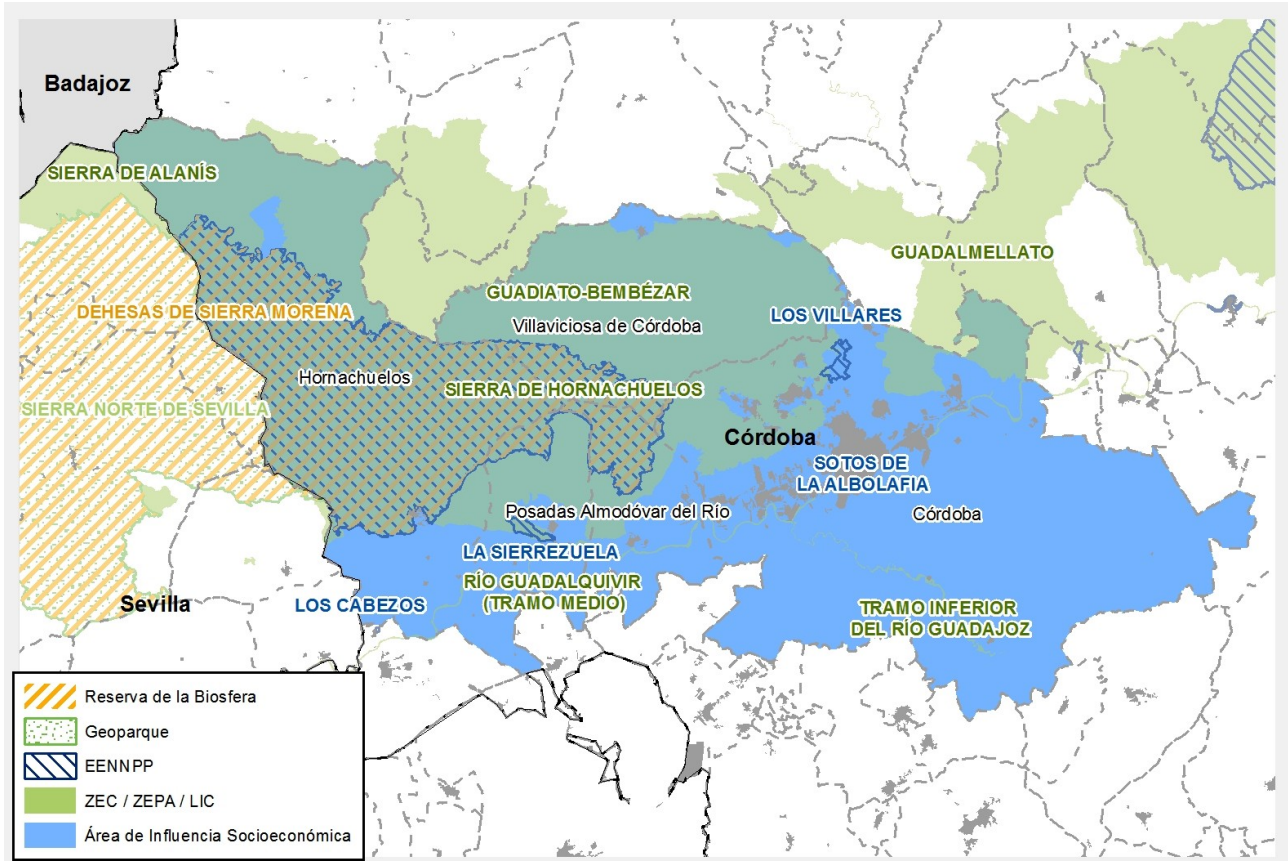 Badajoz
SIERRA DE ALANÍS
GUADALMELLATO
GUADIATO-BEMBÉZAR
DEHESAS DE SIERRA MORENA
LOS VILLARES
Villaviciosa de Córdoba
Hornachuelos
SIERRA DE HORNACHUELOS
SIERRA NORTE DE SEVILLA
Córdoba
SOTOS DE
LA ALBOLAFIA
Posadas Almodóvar del Río
Córdoba
LA SIERREZUELA
RÍO GUADALQUIVIR
(TRAMO MEDIO)
Sevilla
LOS CABEZOS
TRAMO INFERIOR
DEL RÍO GUADAJOZ
Reserva de la Biosfera
Geoparque
EENNPP
ZEC / ZEPA / LIC
Área de Influencia Socioeconómica